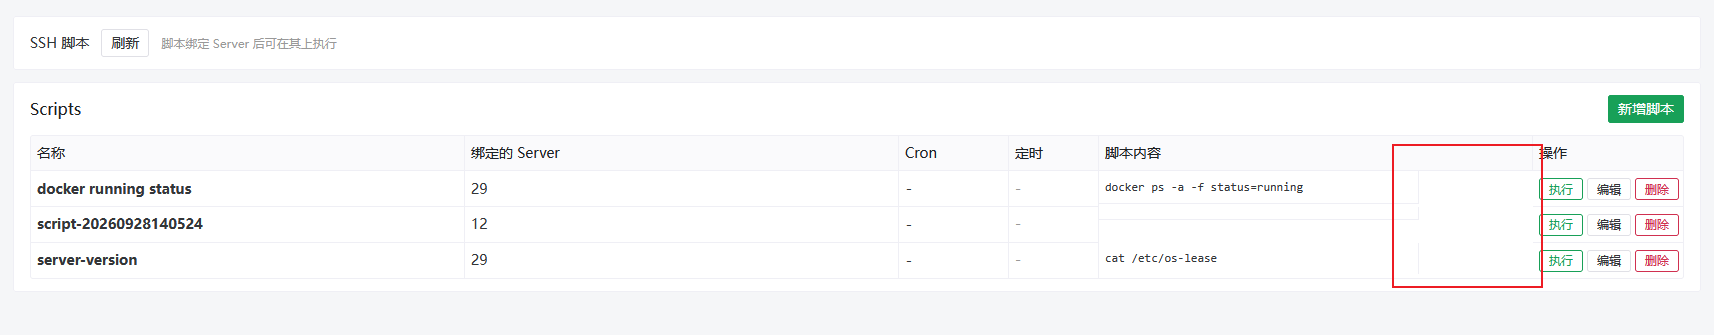 SSH 脚本 刷新 脚本绑定 Server 后可在其上执行
Scripts 新增脚本
名称 绑定的 Server Cron 定时 脚本内容 操作
docker running status 29 - - docker ps -a -f status=running 执行 编辑 删除
script-20260928140524 12 - - 执行 编辑 删除
server-version 29 - - cat /etc/os-lease 执行 编辑 删除